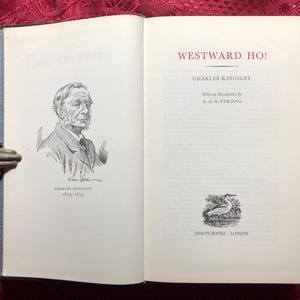 CHARLES KINGSLEY
1819–1875
WESTWARD HO!
CHARLES KINGSLEY
With an Introduction by
L. A. G. STRONG
HERON BOOKS · LONDON